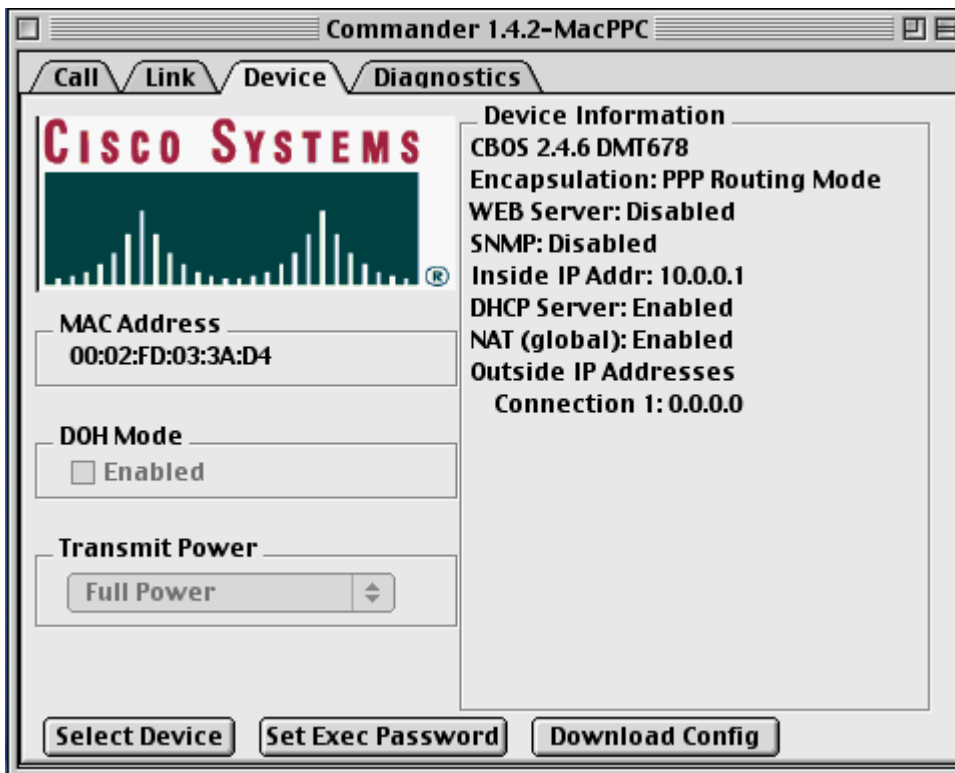 Commander 1.4.2-MacPPC
Call Link Device Diagnostics
CISCO SYSTEMS
®
MAC Address
00:02:FD:03:3A:D4
DOH Mode
Enabled
Transmit Power
Full Power
Device Information
CBOS 2.4.6 DMT678
Encapsulation: PPP Routing Mode
WEB Server: Disabled
SNMP: Disabled
Inside IP Addr: 10.0.0.1
DHCP Server: Enabled
NAT (global): Enabled
Outside IP Addresses
Connection 1: 0.0.0.0
Select Device Set Exec Password Download Config